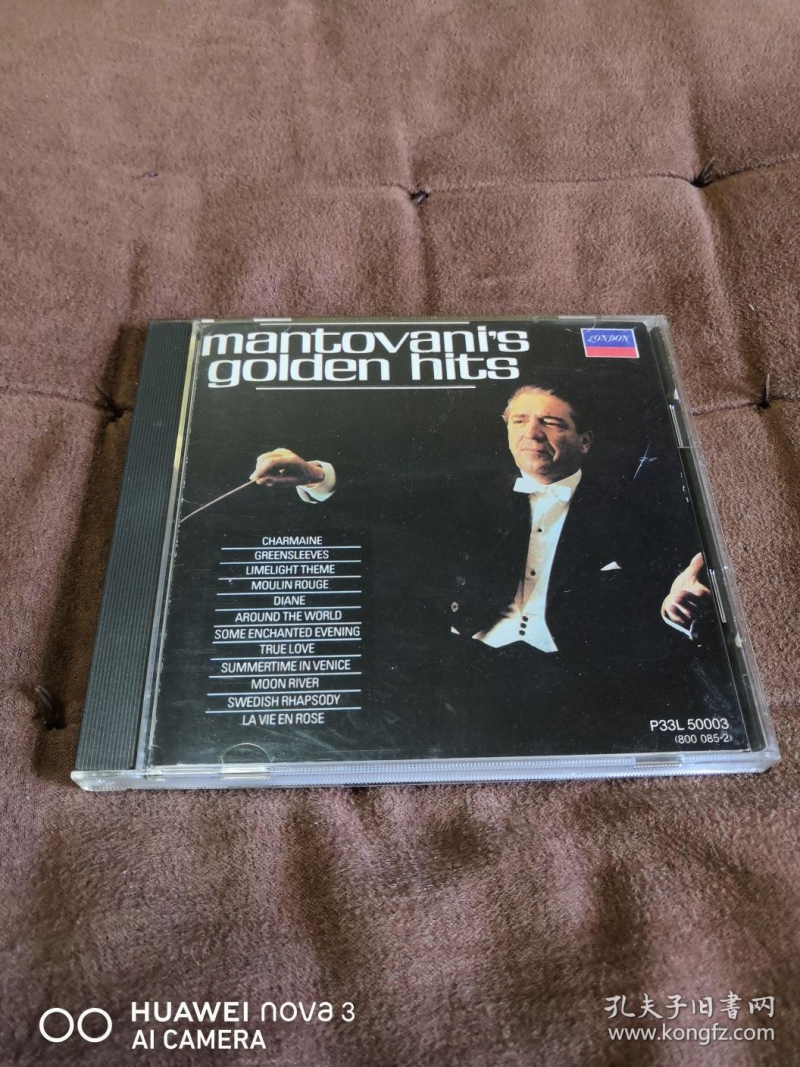 mantovani's
golden hits
LONDON
CHARMAINE
GREENSLEEVES
LIMELIGHT THEME
MOULIN ROUGE
DIANE
AROUND THE WORLD
SOME ENCHANTED EVENING
TRUE LOVE
SUMMERTIME IN VENICE
MOON RIVER
SWEDISH RHAPSODY
LA VIE EN ROSE
P33L 50003
(800 085-2)
HUAWEI nova 3
AI CAMERA
孔夫子旧书网
www.kongfz.com